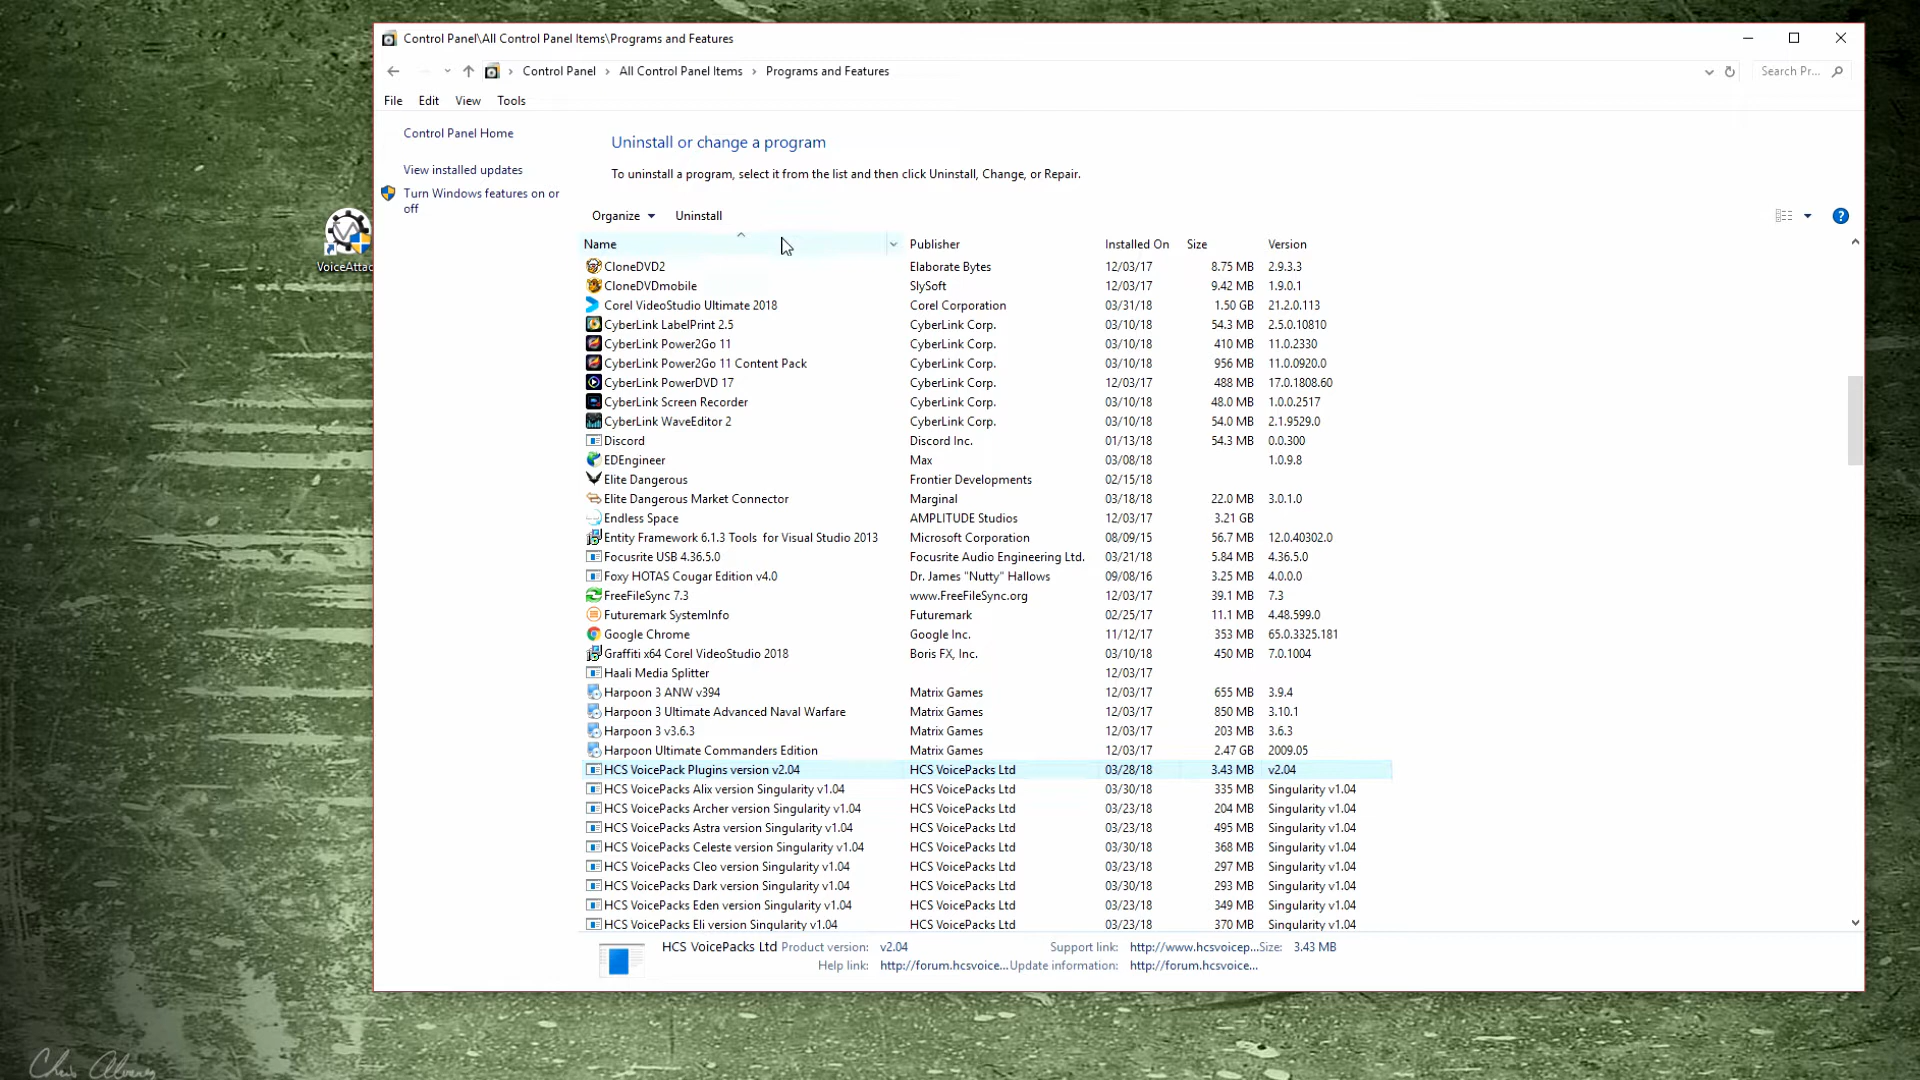 Control Panel\All Control Panel Items\Programs and Features
Control Panel > All Control Panel Items > Programs and Features
Search Pr...
File Edit View Tools
Control Panel Home
View installed updates
Turn Windows features on or
off
Uninstall or change a program
To uninstall a program, select it from the list and then click Uninstall, Change, or Repair.
Organize Uninstall
VoiceAttac
Name Publisher Installed On Size Version
CloneDVD2 Elaborate Bytes 12/03/17 8.75 MB 2.9.3.3
CloneDVDmobile SlySoft 12/03/17 9.42 MB 1.9.0.1
Corel VideoStudio Ultimate 2018 Corel Corporation 03/31/18 1.50 GB 21.2.0.113
CyberLink LabelPrint 2.5 CyberLink Corp. 03/10/18 54.3 MB 2.5.0.10810
CyberLink Power2Go 11 CyberLink Corp. 03/10/18 410 MB 11.0.2330
CyberLink Power2Go 11 Content Pack CyberLink Corp. 03/10/18 956 MB 11.0.0920.0
CyberLink PowerDVD 17 CyberLink Corp. 12/03/17 488 MB 17.0.1808.60
CyberLink Screen Recorder CyberLink Corp. 03/10/18 48.0 MB 1.0.0.2517
CyberLink WaveEditor 2 CyberLink Corp. 03/10/18 54.0 MB 2.1.9529.0
Discord Discord Inc. 01/13/18 54.3 MB 0.0.300
EDEngineer Max 03/08/18 1.0.9.8
Elite Dangerous Frontier Developments 02/15/18
Elite Dangerous Market Connector Marginal 03/18/18 22.0 MB 3.0.1.0
Endless Space AMPLITUDE Studios 12/03/17 3.21 GB
Entity Framework 6.1.3 Tools for Visual Studio 2013 Microsoft Corporation 08/09/15 56.7 MB 12.0.40302.0
Focusrite USB 4.36.5.0 Focusrite Audio Engineering Ltd. 03/21/18 5.84 MB 4.36.5.0
Foxy HOTAS Cougar Edition v4.0 Dr. James "Nutty" Hallows 09/08/16 3.25 MB 4.0.0.0
FreeFileSync 7.3 www.FreeFileSync.org 12/03/17 39.1 MB 7.3
Futuremark SystemInfo Futuremark 02/25/17 11.1 MB 4.48.599.0
Google Chrome Google Inc. 11/12/17 353 MB 65.0.3325.181
Graffiti x64 Corel VideoStudio 2018 Boris FX, Inc. 03/10/18 450 MB 7.0.1004
Haali Media Splitter 12/03/17
Harpoon 3 ANW v394 Matrix Games 12/03/17 655 MB 3.9.4
Harpoon 3 Ultimate Advanced Naval Warfare Matrix Games 12/03/17 850 MB 3.10.1
Harpoon 3 v3.6.3 Matrix Games 12/03/17 203 MB 3.6.3
Harpoon Ultimate Commanders Edition Matrix Games 12/03/17 2.47 GB 2009.05
HCS VoicePack Plugins version v2.04 HCS VoicePacks Ltd 03/28/18 3.43 MB v2.04
HCS VoicePacks Alix version Singularity v1.04 HCS VoicePacks Ltd 03/30/18 335 MB Singularity v1.04
HCS VoicePacks Archer version Singularity v1.04 HCS VoicePacks Ltd 03/23/18 204 MB Singularity v1.04
HCS VoicePacks Astra version Singularity v1.04 HCS VoicePacks Ltd 03/23/18 495 MB Singularity v1.04
HCS VoicePacks Celeste version Singularity v1.04 HCS VoicePacks Ltd 03/30/18 368 MB Singularity v1.04
HCS VoicePacks Cleo version Singularity v1.04 HCS VoicePacks Ltd 03/23/18 297 MB Singularity v1.04
HCS VoicePacks Dark version Singularity v1.04 HCS VoicePacks Ltd 03/30/18 293 MB Singularity v1.04
HCS VoicePacks Eden version Singularity v1.04 HCS VoicePacks Ltd 03/23/18 349 MB Singularity v1.04
HCS VoicePacks Eli version Singularity v1.04 HCS VoicePacks Ltd 03/23/18 370 MB Singularity v1.04
HCS VoicePacks Ltd Product version: v2.04 Support link: http://www.hcsvoicep... Size: 3.43 MB
Help link: http://forum.hcsvoice... Update information: http://forum.hcsvoice...